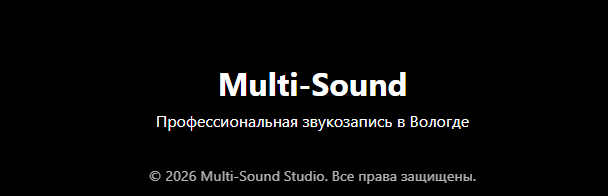 Multi-Sound
Профессиональная звукозапись в Вологде
© 2026 Multi-Sound Studio. Все права защищены.